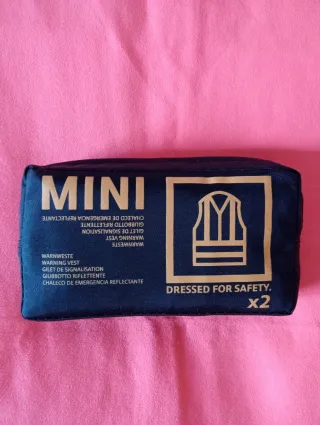 MINI
WARNWESTE
WARNING VEST
GILET DE SIGNALISATION
GIUBBOTTO RIFLETTENTE
CHALECO DE EMERGENCIA REFLECTANTE
WARNWESTE
WARNING VEST
GILET DE SIGNALISATION
GIUBBOTTO RIFLETTENTE
CHALECO DE EMERGENCIA REFLECTANTE
DRESSED FOR SAFETY.
x2